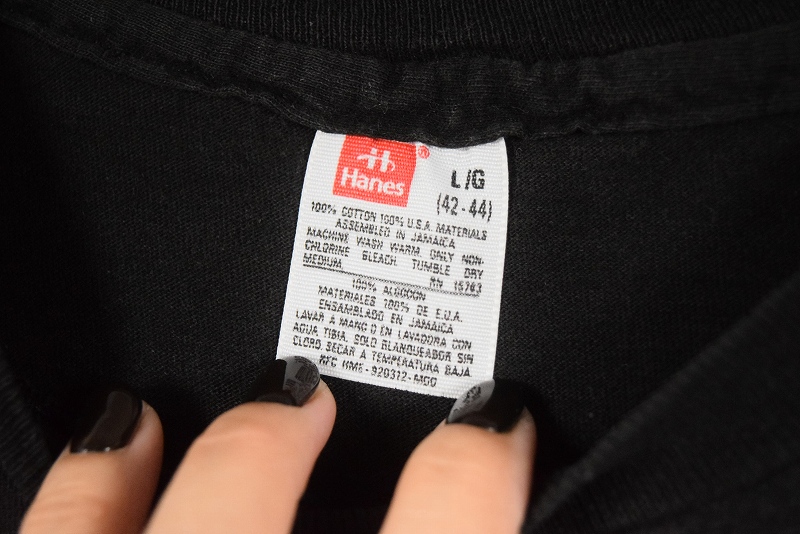 H
®
Hanes
L/G
(42-44)
100% COTTON 100% U.S.A. MATERIALS
ASSEMBLED IN JAMAICA
MACHINE WASH WARM. ONLY NON-
CHLORINE BLEACH. TUMBLE DRY
MEDIUM. RN 15763
100% ALGODON
MATERIALES 100% DE E.U.A.
ENSAMBLADO EN JAMAICA
LAVAR A MANO O EN LAVADORA CON
AGUA TIBIA. SOLO BLANQUEADOR SIN
CLORO. SECAR A TEMPERATURA BAJA.
RFC HME-920312-MG0